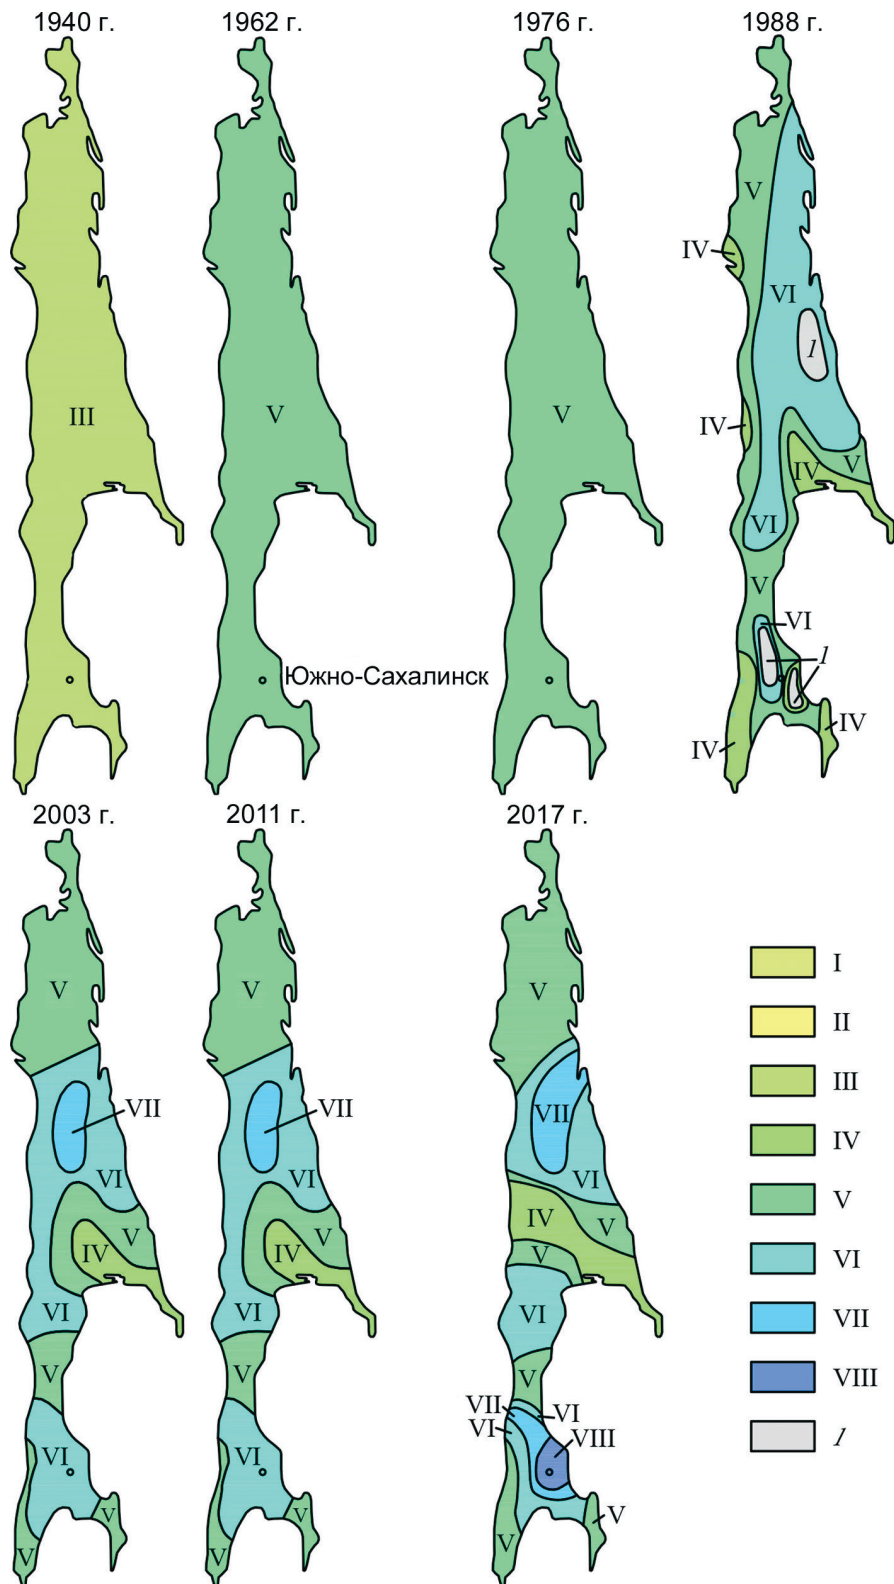 1940 г.
1962 г.
1976 г.
1988 г.
III
V
V
V
IV
VI
1
IV
IV
V
VI
V
VI
1
IV
IV
Южно-Сахалинск
2003 г.
2011 г.
2017 г.
V
VII
VI
V
IV
VI
V
VI
V
V
V
VII
VI
V
IV
VI
V
VI
V
V
V
VII
VI
IV
V
V
VI
V
VII
VI
VI
VIII
V
I
II
III
IV
V
VI
VII
VIII
1